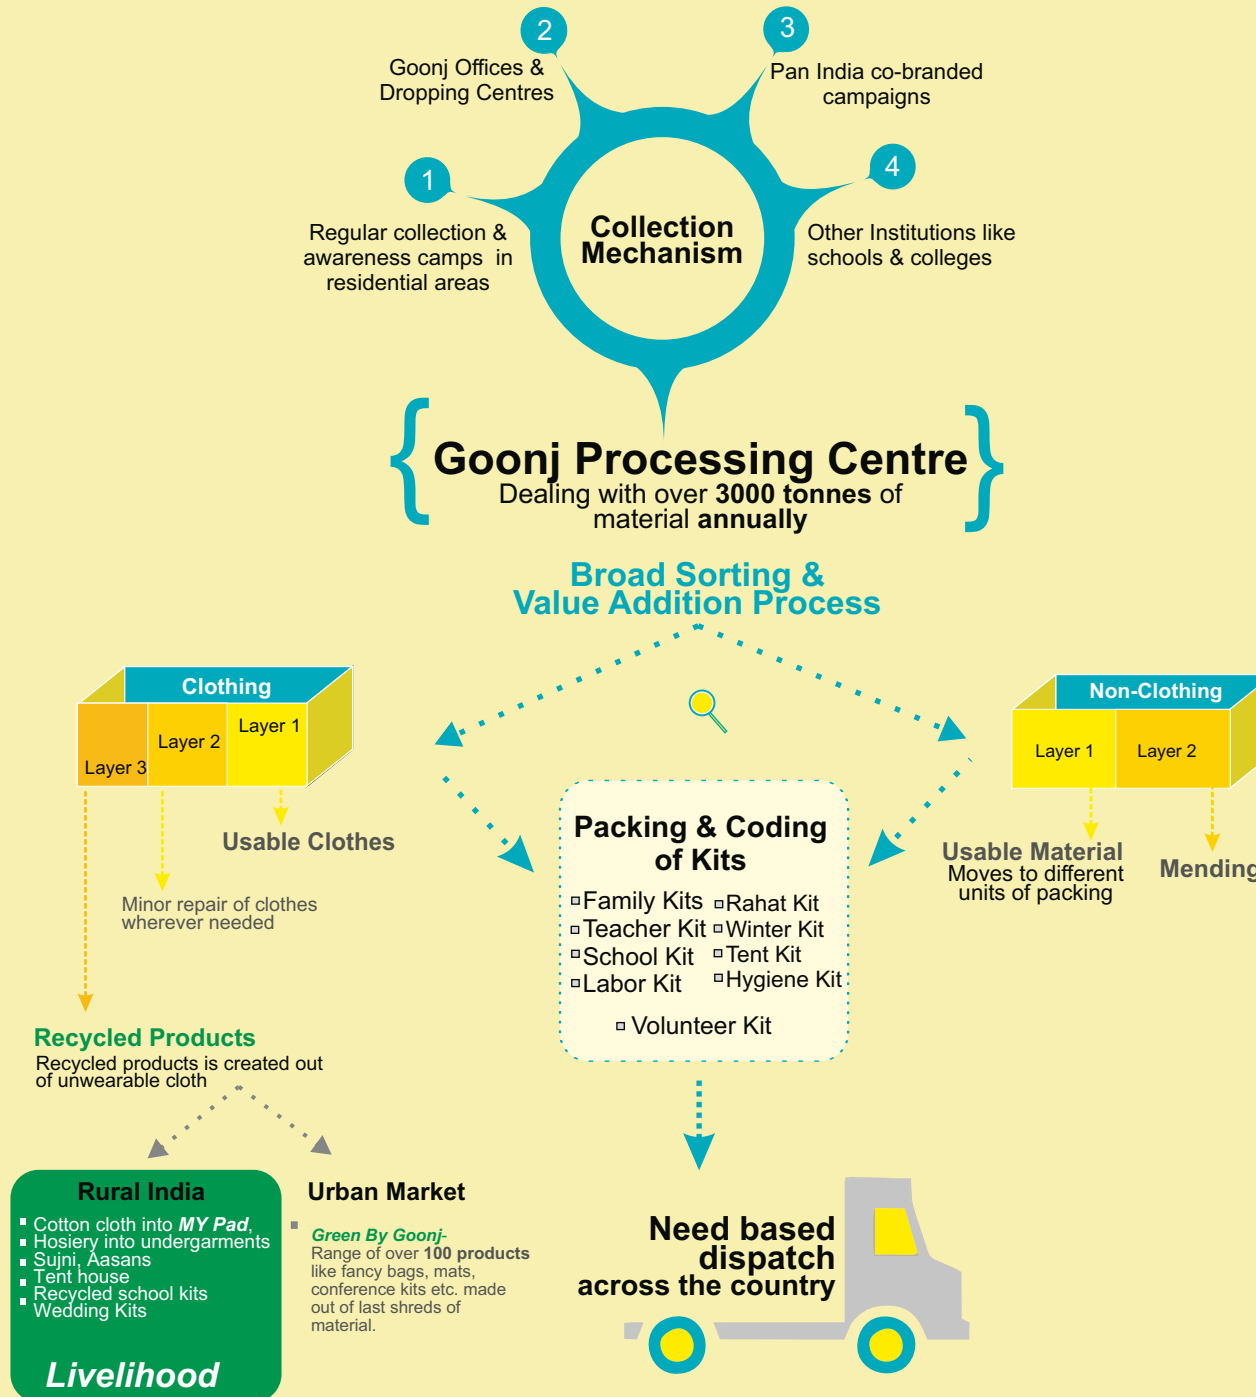 2
Goonj Offices &
Dropping Centres
3
Pan India co-branded
campaigns
1
Regular collection &
awareness camps in
residential areas
4
Other Institutions like
schools & colleges
Collection
Mechanism
Goonj Processing Centre
Dealing with over 3000 tonnes of
material annually
Broad Sorting &
Value Addition Process
Clothing
Layer 3
Layer 2
Layer 1
Usable Clothes
Minor repair of clothes
wherever needed
Non-Clothing
Layer 1
Layer 2
Usable Material
Moves to different
units of packing
Mending
Packing & Coding
of Kits
Family Kits
Teacher Kit
School Kit
Labor Kit
Rahat Kit
Winter Kit
Tent Kit
Hygiene Kit
Volunteer Kit
Recycled Products
Recycled products is created out
of unwearable cloth
Rural India
Cotton cloth into MY Pad,
Hosiery into undergarments
Sujni, Aasans
Tent house
Recycled school kits
Wedding Kits
Livelihood
Urban Market
Green By Goonj-
Range of over 100 products
like fancy bags, mats,
conference kits etc. made
out of last shreds of
material.
Need based
dispatch
across the country